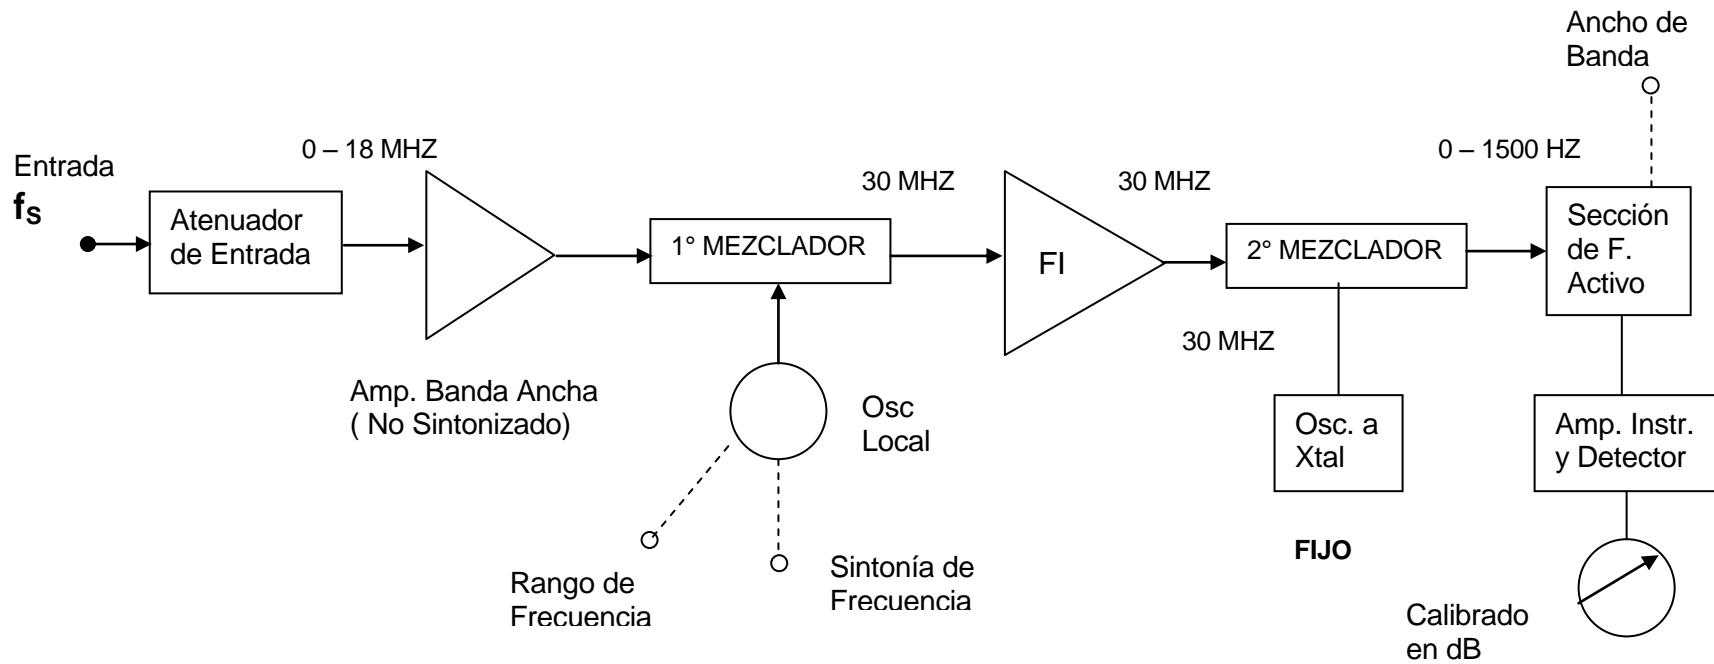 Ancho de
Banda
Entrada
fS
0 – 18 MHZ
30 MHZ
30 MHZ
0 – 1500 HZ
Atenuador
de Entrada
1° MEZCLADOR
FI
2° MEZCLADOR
Sección
de F.
Activo
30 MHZ
Amp. Banda Ancha
( No Sintonizado)
Osc
Local
Osc. a
Xtal
Amp. Instr.
y Detector
FIJO
Rango de
Frecuencia
Sintonía de
Frecuencia
Calibrado
en dB